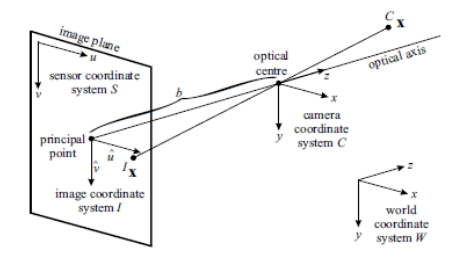 image plane
u
sensor coordinate
system S
v
b
optical
centre
C X
optical axis
z
x
y
camera
coordinate
system C
principal
point
û
v̂
I X
image coordinate
system I
z
x
y
world
coordinate
system W